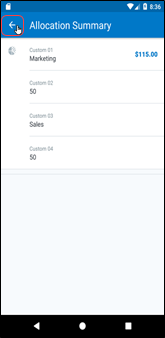 8:36
Allocation Summary
Custom 01
Marketing
$115.00
Custom 02
50
Custom 03
Sales
Custom 04
50